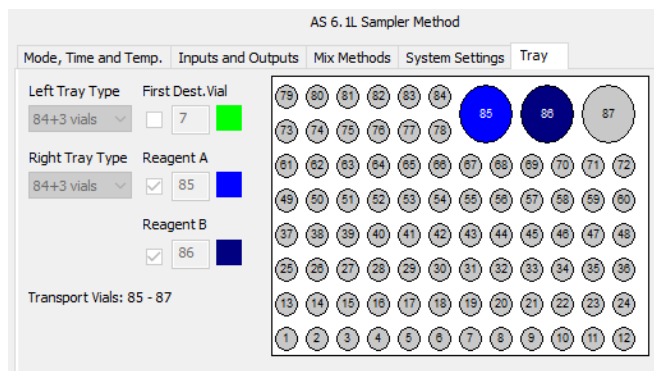 AS 6.1L Sampler Method
Mode, Time and Temp. Inputs and Outputs Mix Methods System Settings Tray
Left Tray Type First Dest.Vial
84+3 vials 7
Right Tray Type Reagent A
84+3 vials 85
Reagent B
86
Transport Vials: 85 - 87
79 80 81 82 83 84 85 86 87
73 74 75 76 77 78
61 62 63 64 65 66 67 68 69 70 71 72
49 50 51 52 53 54 55 56 57 58 59 60
37 38 39 40 41 42 43 44 45 46 47 48
25 26 27 28 29 30 31 32 33 34 35 36
13 14 15 16 17 18 19 20 21 22 23 24
1 2 3 4 5 6 7 8 9 10 11 12